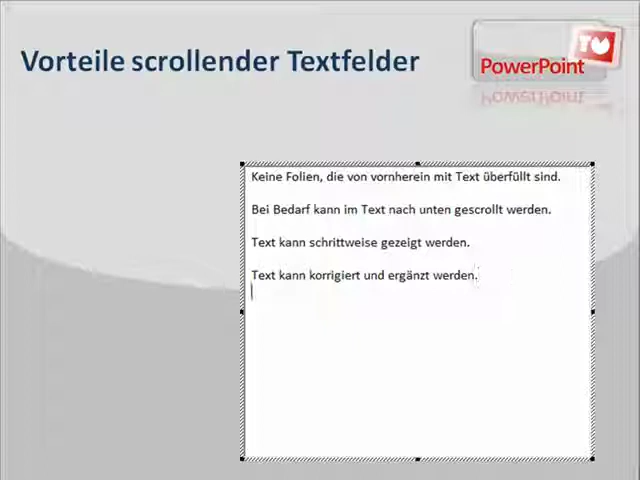 Vorteile scrollender Textfelder
PowerPoint
Keine Folien, die von vornherein mit Text überfüllt sind.
Bei Bedarf kann im Text nach unten gescrollt werden.
Text kann schrittweise gezeigt werden.
Text kann korrigiert und ergänzt werden.